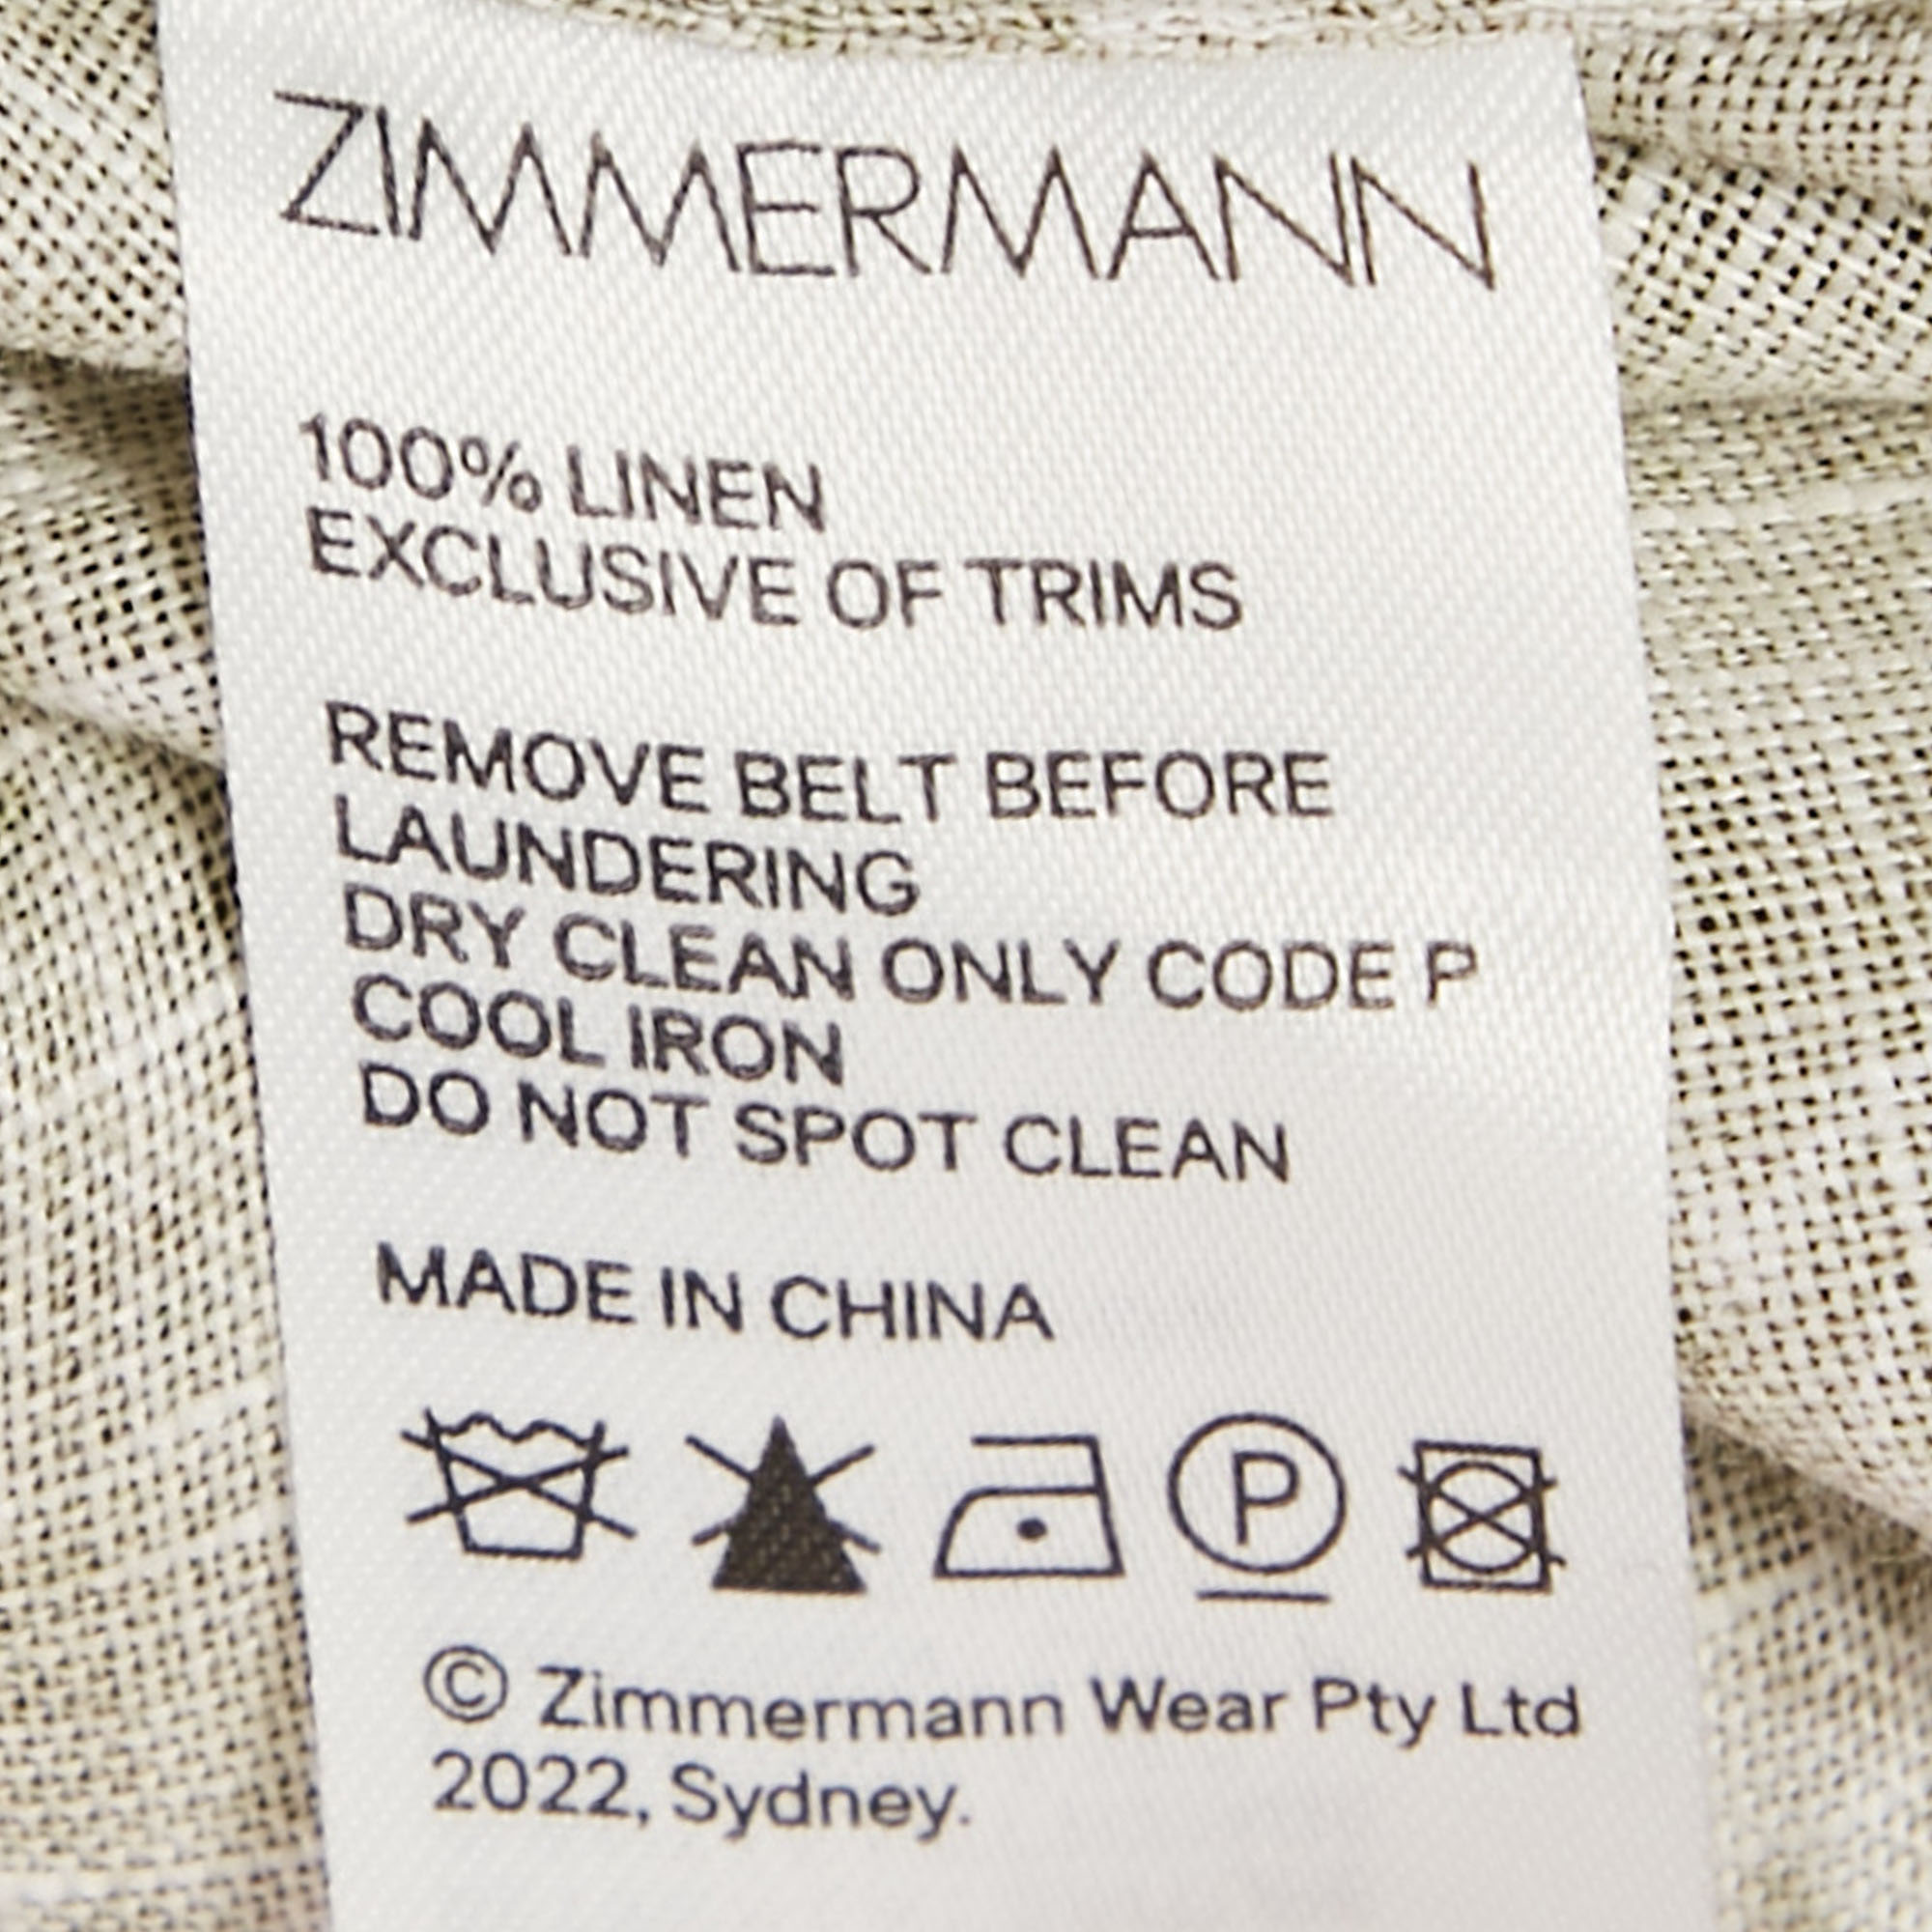 ZIMMERMANN
100% LINEN
EXCLUSIVE OF TRIMS
REMOVE BELT BEFORE
LAUNDERING
DRY CLEAN ONLY CODE P
COOL IRON
DO NOT SPOT CLEAN
MADE IN CHINA
P
© Zimmermann Wear Pty Ltd
2022, Sydney.